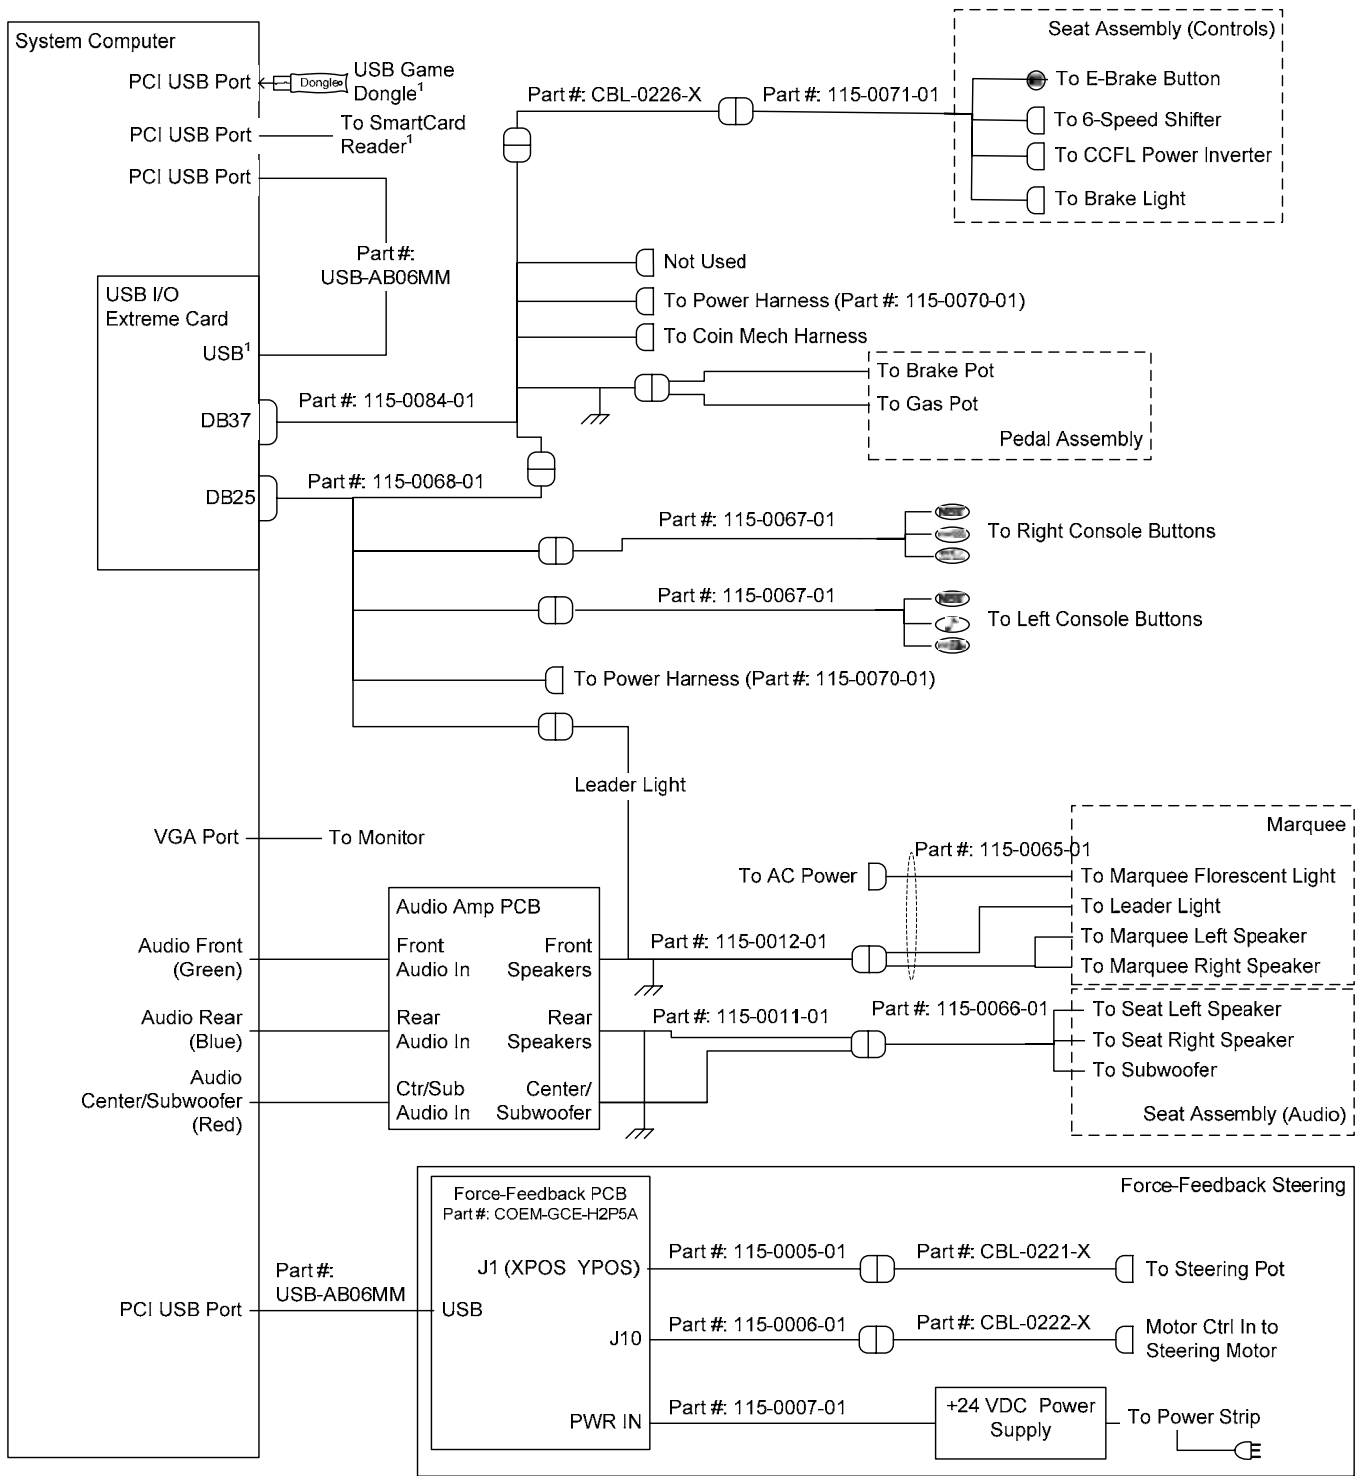 System Computer
PCI USB Port
Dongle
USB Game
Dongle1
PCI USB Port
To SmartCard
Reader1
PCI USB Port
Part #:
USB-AB06MM
USB I/O
Extreme Card
USB1
DB37
DB25
Part #: 115-0084-01
Part #: 115-0068-01
Part #: CBL-0226-X
Part #: 115-0071-01
Seat Assembly (Controls)
To E-Brake Button
To 6-Speed Shifter
To CCFL Power Inverter
To Brake Light
Not Used
To Power Harness (Part #: 115-0070-01)
To Coin Mech Harness
To Brake Pot
To Gas Pot
Pedal Assembly
Part #: 115-0067-01
To Right Console Buttons
Part #: 115-0067-01
To Left Console Buttons
To Power Harness (Part #: 115-0070-01)
Leader Light
VGA Port
To Monitor
Marquee
Part #: 115-0065-01
To AC Power
To Marquee Florescent Light
To Leader Light
To Marquee Left Speaker
To Marquee Right Speaker
Audio Amp PCB
Audio Front
(Green)
Front
Audio In
Front
Speakers
Part #: 115-0012-01
Audio Rear
(Blue)
Rear
Audio In
Rear
Speakers
Part #: 115-0011-01
Part #: 115-0066-01
To Seat Left Speaker
To Seat Right Speaker
To Subwoofer
Seat Assembly (Audio)
Audio
Center/Subwoofer
(Red)
Ctr/Sub
Audio In
Center/
Subwoofer
Force-Feedback Steering
Force-Feedback PCB
Part #: COEM-GCE-H2P5A
J1 (XPOS YPOS)
Part #: 115-0005-01
Part #: CBL-0221-X
To Steering Pot
PCI USB Port
Part #:
USB-AB06MM
USB
J10
Part #: 115-0006-01
Part #: CBL-0222-X
Motor Ctrl In to
Steering Motor
PWR IN
Part #: 115-0007-01
+24 VDC Power
Supply
To Power Strip